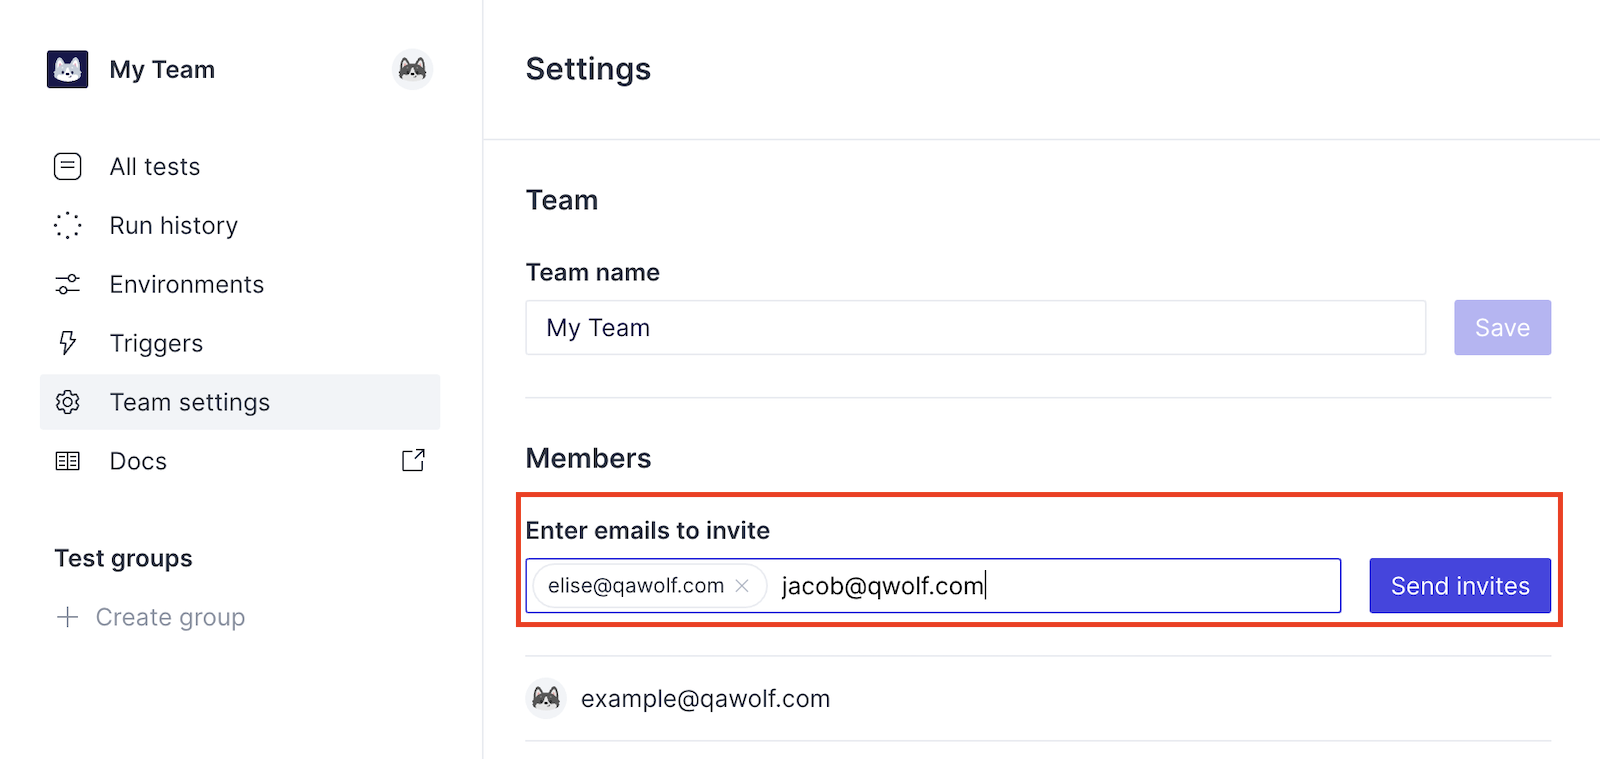 My Team
All tests
Run history
Environments
Triggers
Team settings
Docs
Test groups
Create group
Settings
Team
Team name
My Team
Save
Members
Enter emails to invite
elise@qawolf.com jacob@qwolf.com
Send invites
example@qawolf.com